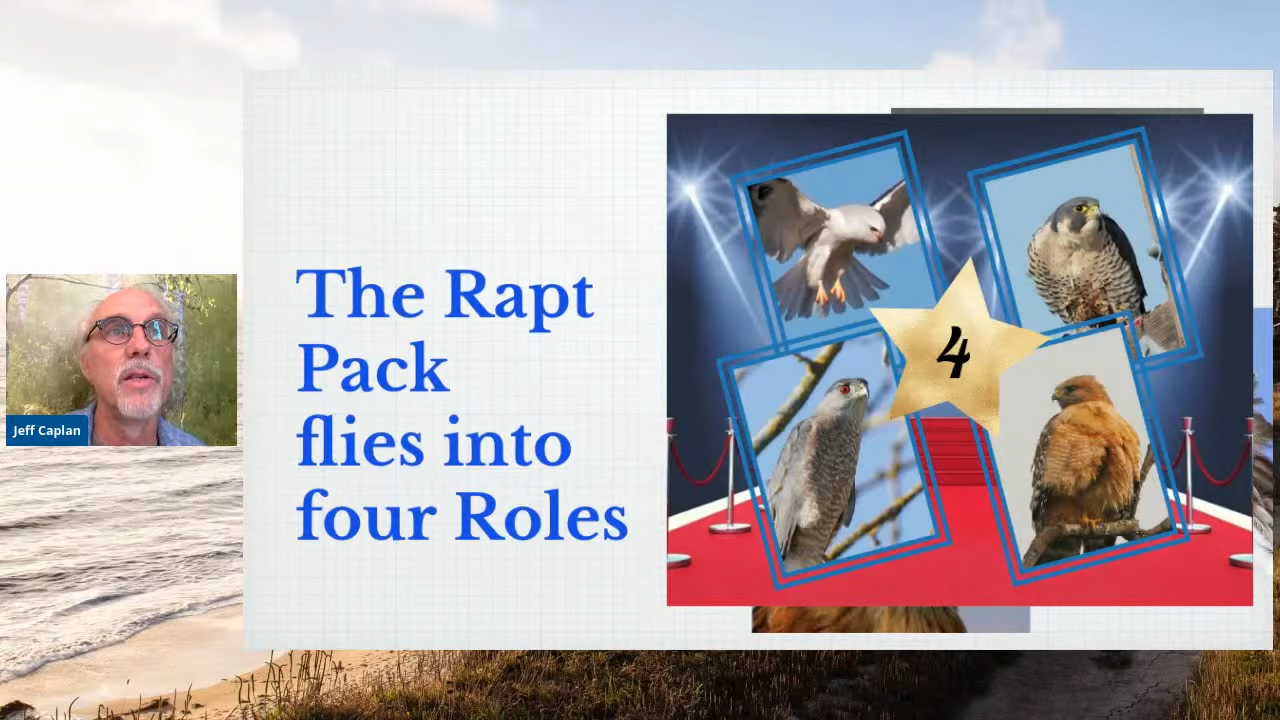 The Rapt
Pack
flies into
four Roles
4
Jeff Caplan